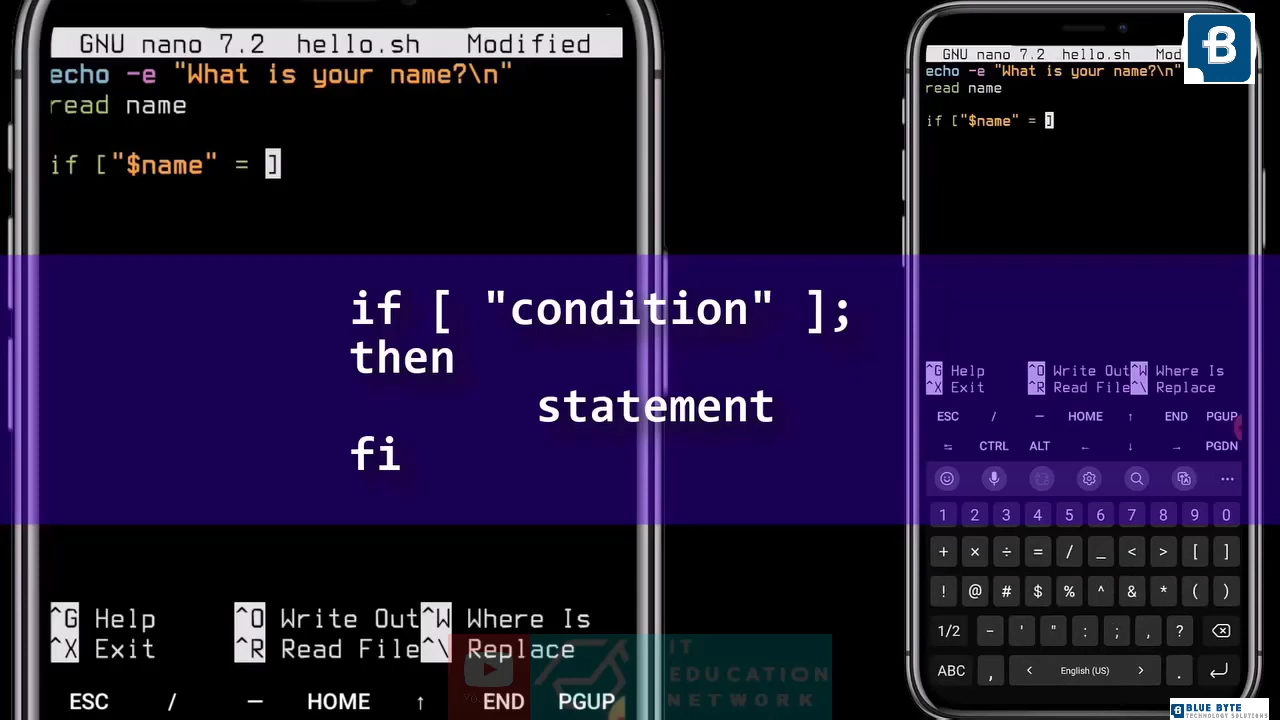 GNU nano 7.2 hello.sh Modified
echo -e "What is your name?\n"
read name
if ["$name" = ]
^G Help ^O Write Out ^W Where Is
^X Exit ^R Read File ^\ Replace
ESC / — HOME ↑ END PGUP
if [ "condition" ];
then
statement
fi
IT
EDUCATION
NETWORK
GNU nano 7.2 hello.sh Mod
echo -e "What is your name?\n"
read name
if ["$name" = ]
^G Help ^O Write Out ^W Where Is
^X Exit ^R Read File ^\ Replace
ESC / — HOME ↑ END PGUP
⇆ CTRL ALT ← ↓ → PGDN
1 2 3 4 5 6 7 8 9 0
+ × ÷ = / _ < > [ ]
! @ # $ % ^ & * ( )
1/2 - ' " : ; , ?
ABC , < English (US) > .
B
BLUE BYTE
TECHNOLOGY SOLUTIONS